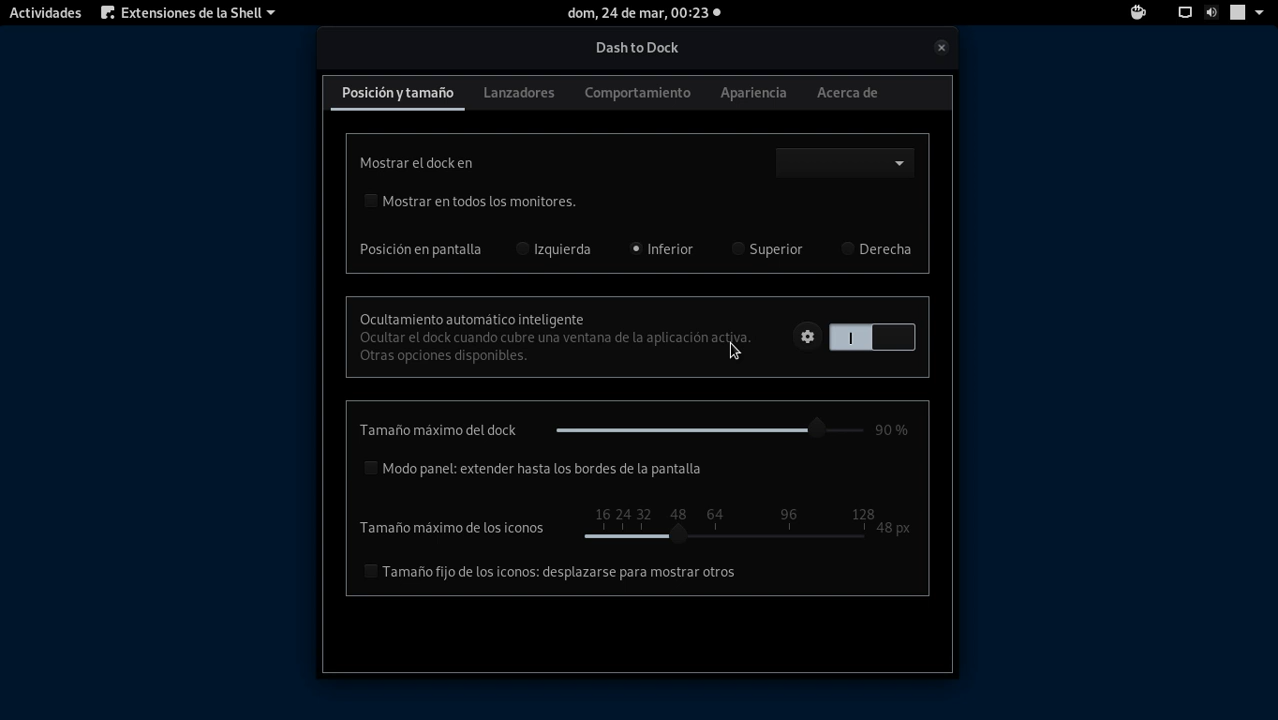 Actividades Extensiones de la Shell dom, 24 de mar, 00:23
Dash to Dock
Posición y tamaño Lanzadores Comportamiento Apariencia Acerca de
Mostrar el dock en
Mostrar en todos los monitores.
Posición en pantalla Izquierda Inferior Superior Derecha
Ocultamiento automático inteligente
Ocultar el dock cuando cubre una ventana de la aplicación activa.
Otras opciones disponibles.
Tamaño máximo del dock 90 %
Modo panel: extender hasta los bordes de la pantalla
16 24 32 48 64 96 128
Tamaño máximo de los iconos 48 px
Tamaño fijo de los iconos: desplazarse para mostrar otros